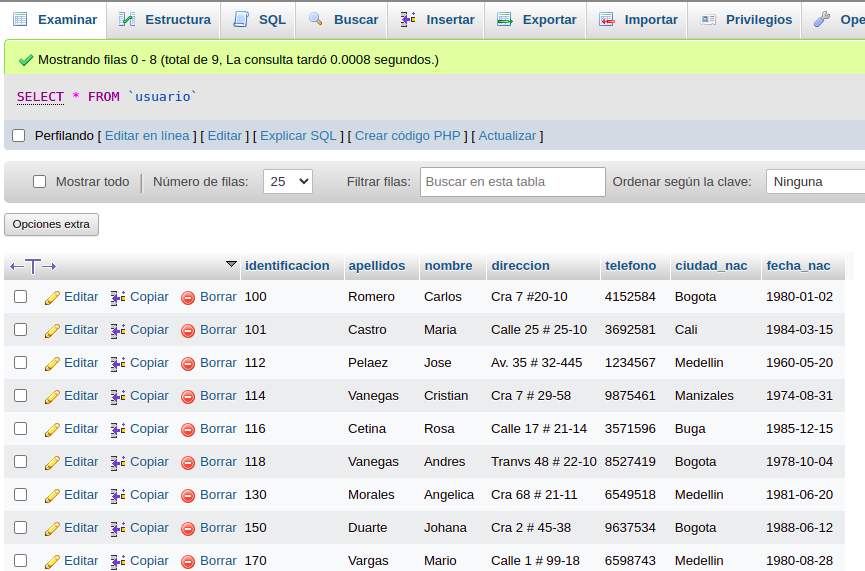 Examinar Estructura SQL Buscar Insertar Exportar Importar Privilegios Ope
Mostrando filas 0 - 8 (total de 9, La consulta tardó 0.0008 segundos.)
SELECT * FROM `usuario`
Perfilando [ Editar en línea ] [ Editar ] [ Explicar SQL ] [ Crear código PHP ] [ Actualizar ]
Mostrar todo | Número de filas: 25 Filtrar filas: Buscar en esta tabla Ordenar según la clave: Ninguna
Opciones extra
←T→ identificacion apellidos nombre direccion telefono ciudad_nac fecha_nac
Editar Copiar Borrar 100 Romero Carlos Cra 7 #20-10 4152584 Bogota 1980-01-02
Editar Copiar Borrar 101 Castro Maria Calle 25 # 25-10 3692581 Cali 1984-03-15
Editar Copiar Borrar 112 Pelaez Jose Av. 35 # 32-445 1234567 Medellin 1960-05-20
Editar Copiar Borrar 114 Vanegas Cristian Cra 7 # 29-58 9875461 Manizales 1974-08-31
Editar Copiar Borrar 116 Cetina Rosa Calle 17 # 21-14 3571596 Buga 1985-12-15
Editar Copiar Borrar 118 Vanegas Andres Tranvs 48 # 22-10 8527419 Bogota 1978-10-04
Editar Copiar Borrar 130 Morales Angelica Cra 68 # 21-11 6549518 Medellin 1981-06-20
Editar Copiar Borrar 150 Duarte Johana Cra 2 # 45-38 9637534 Bogota 1988-06-12
Editar Copiar Borrar 170 Vargas Mario Calle 1 # 99-18 6598743 Medellin 1980-08-28